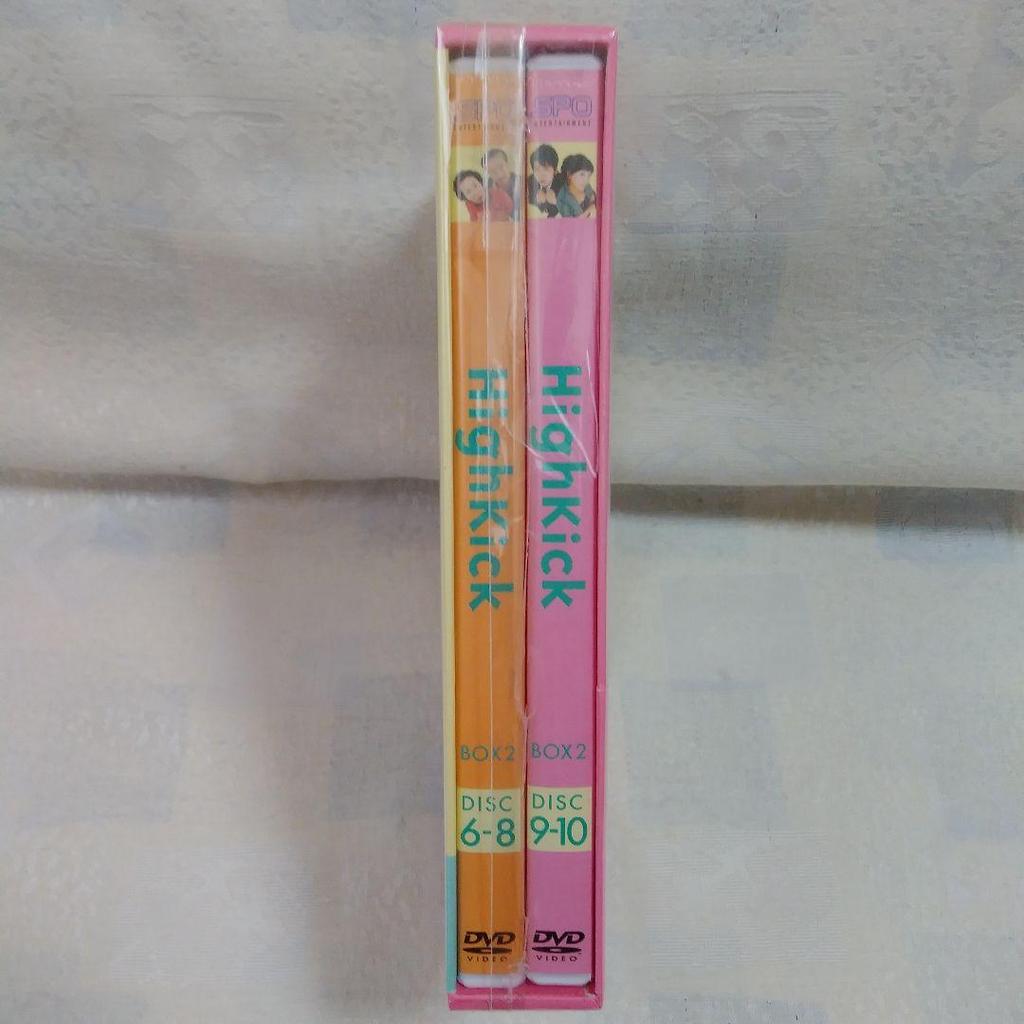 SPO
ENTERTAINMENT
HighKick
BOX2
DISC
6-8
DVD
VIDEO
SPO
ENTERTAINMENT
HighKick
BOX2
DISC
9-10
DVD
VIDEO